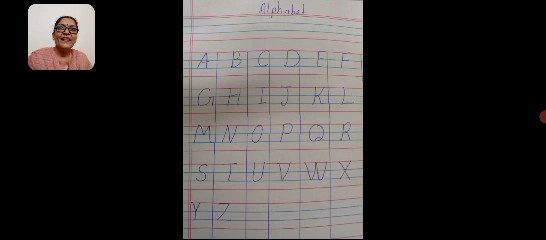 Alphabet
A B C D E F
G H I J K L
M N O P Q R
S T U V W X
Y Z